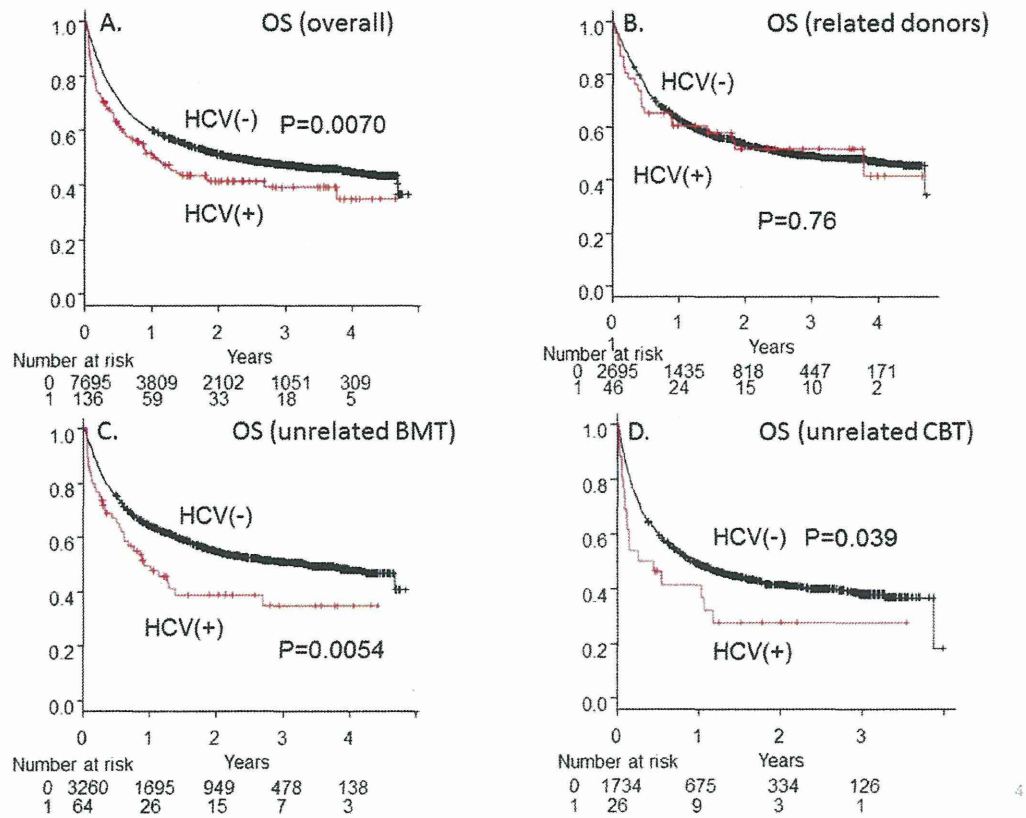 A. OS (overall)
1.0
0.8
0.6
0.4
0.2
0.0
HCV(-) P=0.0070
HCV(+)
0 1 2 3 4
Number at risk Years
0 7695 3809 2102 1051 309
1 136 59 33 18 5
B. OS (related donors)
1.0
0.8
0.6
0.4
0.2
0.0
HCV(-)
HCV(+)
P=0.76
0 1 2 3 4
1
Number at risk Years
0 2695 1435 818 447 171
1 46 24 15 10 2
C. OS (unrelated BMT)
1.0
0.8
0.6
0.4
0.2
0.0
HCV(-)
HCV(+)
P=0.0054
0 1 2 3 4
Number at risk Years
0 3260 1695 949 478 138
1 64 26 15 7 3
D. OS (unrelated CBT)
1.0
0.8
0.6
0.4
0.2
0.0
HCV(-) P=0.039
HCV(+)
0 1 2 3
Number at risk Years
0 1734 675 334 126
1 26 9 3 1
4